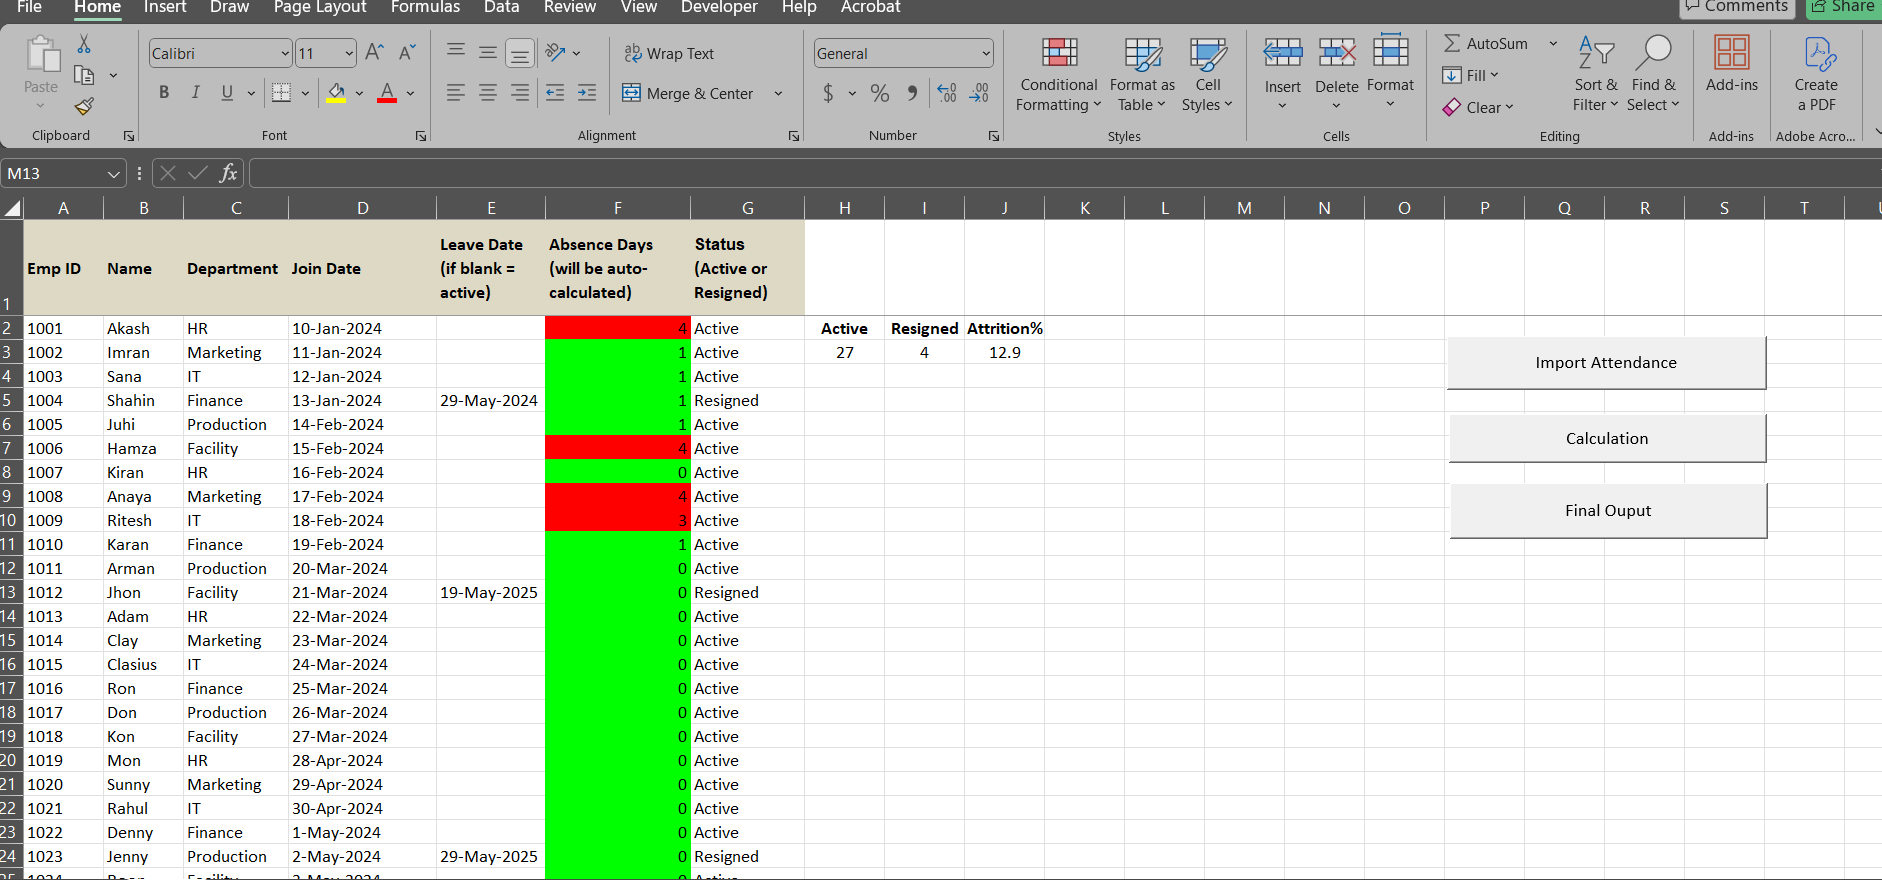 File Home Insert Draw Page Layout Formulas Data Review View Developer Help Acrobat Comments Share
Paste
Clipboard
Calibri 11
B I U
Font
Wrap Text
Merge & Center
Alignment
General
$ % 9
Number
Conditional Formatting
Format as Table
Cell Styles
Styles
Insert
Delete
Format
Cells
AutoSum
Fill
Clear
Sort & Filter
Find & Select
Editing
Add-ins
Add-ins
Create a PDF
Adobe Acro...
M13 fx
A B C D E F G H I J K L M N O P Q R S T
1 Emp ID Name Department Join Date Leave Date (if blank = active) Absence Days (will be auto-calculated) Status (Active or Resigned)
2 1001 Akash HR 10-Jan-2024 4 Active Active Resigned Attrition%
3 1002 Imran Marketing 11-Jan-2024 1 Active 27 4 12.9
Import Attendance
4 1003 Sana IT 12-Jan-2024 1 Active
5 1004 Shahin Finance 13-Jan-2024 29-May-2024 1 Resigned
6 1005 Juhi Production 14-Feb-2024 1 Active
Calculation
7 1006 Hamza Facility 15-Feb-2024 4 Active
8 1007 Kiran HR 16-Feb-2024 0 Active
9 1008 Anaya Marketing 17-Feb-2024 4 Active
Final Ouput
10 1009 Ritesh IT 18-Feb-2024 3 Active
11 1010 Karan Finance 19-Feb-2024 1 Active
12 1011 Arman Production 20-Mar-2024 0 Active
13 1012 Jhon Facility 21-Mar-2024 19-May-2025 0 Resigned
14 1013 Adam HR 22-Mar-2024 0 Active
15 1014 Clay Marketing 23-Mar-2024 0 Active
16 1015 Clasius IT 24-Mar-2024 0 Active
17 1016 Ron Finance 25-Mar-2024 0 Active
18 1017 Don Production 26-Mar-2024 0 Active
19 1018 Kon Facility 27-Mar-2024 0 Active
20 1019 Mon HR 28-Apr-2024 0 Active
21 1020 Sunny Marketing 29-Apr-2024 0 Active
22 1021 Rahul IT 30-Apr-2024 0 Active
23 1022 Denny Finance 1-May-2024 0 Active
24 1023 Jenny Production 2-May-2024 29-May-2025 0 Resigned